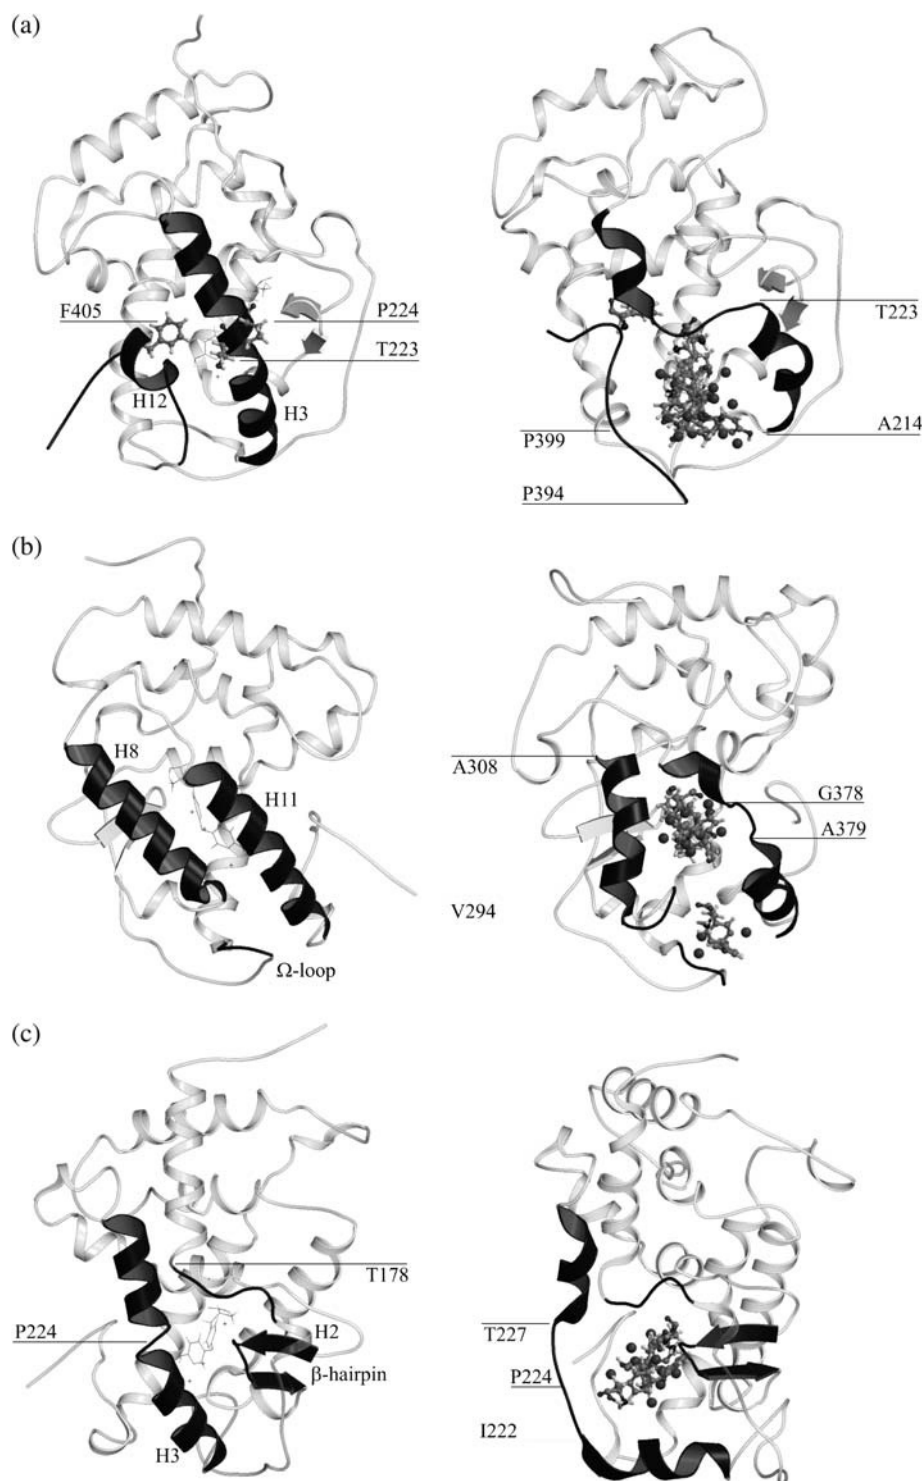 (a)
F405
P224
T223
H12
H3
T223
P399
A214
P394
(b)
H8
H11
Ω-loop
A308
G378
A379
V294
(c)
T178
P224
H2
β-hairpin
H3
T227
P224
I222